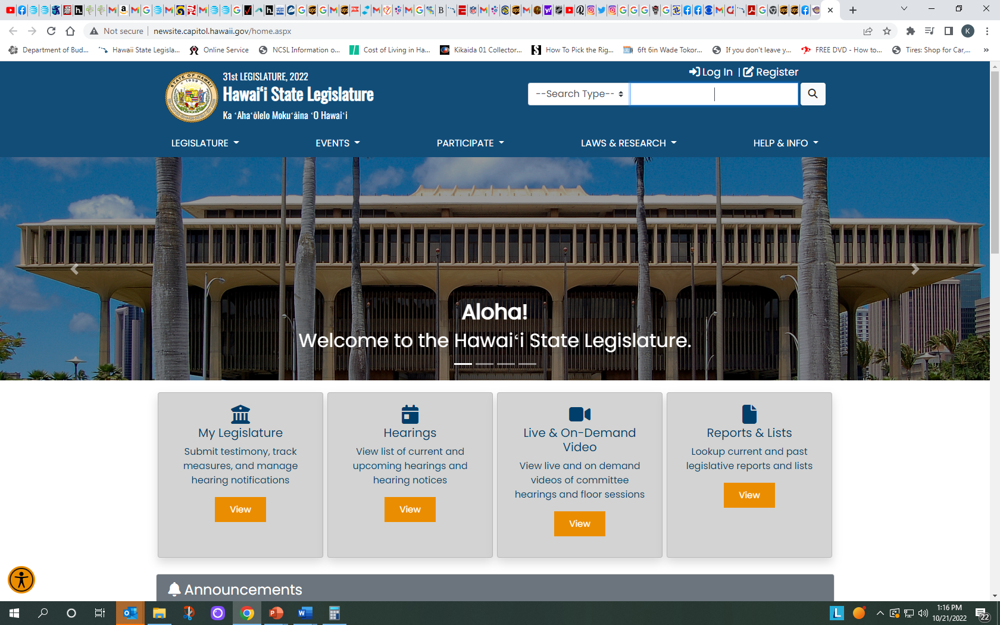 Not secure
newsite.capitol.hawaii.gov/home.aspx
K
Department of Bud...
Hawaii State Legisla...
Online Service
NCSL Information o...
Cost of Living in Ha...
Kikaida 01 Collector...
How To Pick the Rig...
6ft 6in Wade Tokor...
If you don't leave y...
FREE DVD - How to...
Tires: Shop for Car,...
STATE OF HAWAII
1959
31st LEGISLATURE, 2022
Hawaiʻi State Legislature
Ka ʻAhaʻōlelo Mokuʻāina ʻO Hawaiʻi
Log In | Register
--Search Type--
LEGISLATURE
EVENTS
PARTICIPATE
LAWS & RESEARCH
HELP & INFO
Aloha!
Welcome to the Hawaiʻi State Legislature.
My Legislature
Submit testimony, track
measures, and manage
hearing notifications
View
Hearings
View list of current and
upcoming hearings and
hearing notices
View
Live & On-Demand
Video
View live and on demand
videos of committee
hearings and floor sessions
View
Reports & Lists
Lookup current and past
legislative reports and lists
View
Announcements
L
1:16 PM
10/21/2022
22